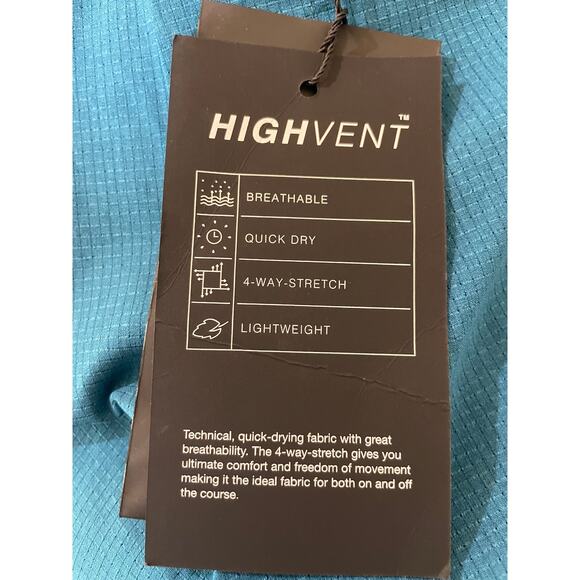 HIGHVENT™
BREATHABLE
QUICK DRY
4-WAY-STRETCH
LIGHTWEIGHT
Technical, quick-drying fabric with great
breathability. The 4-way-stretch gives you
ultimate comfort and freedom of movement
making it the ideal fabric for both on and off
the course.